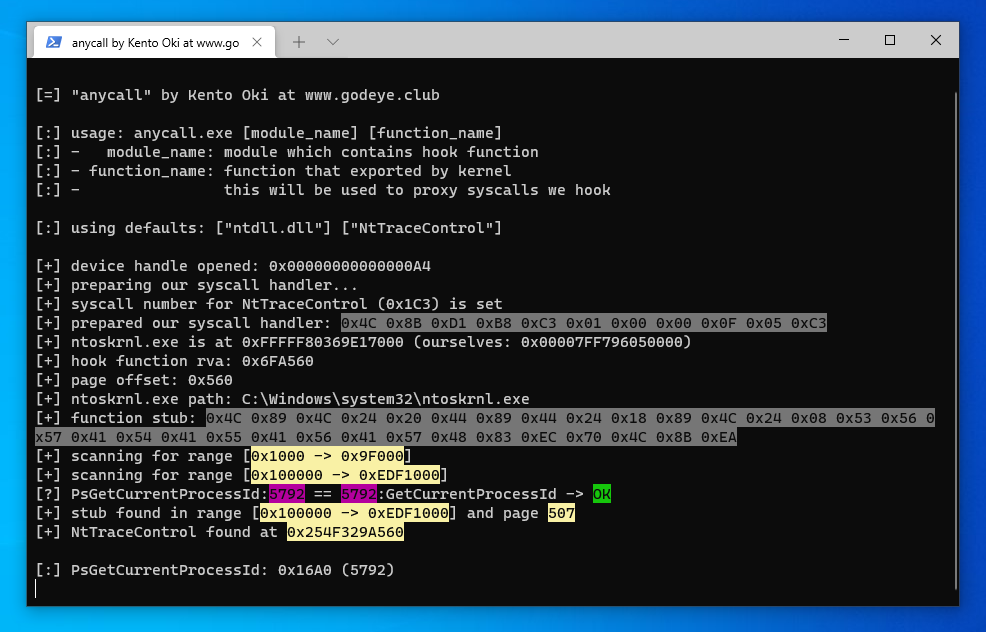 anycall by Kento Oki at www.go
[=] "anycall" by Kento Oki at www.godeye.club
[:] usage: anycall.exe [module_name] [function_name]
[:] -   module_name: module which contains hook function
[:] - function_name: function that exported by kernel
[:] -                this will be used to proxy syscalls we hook
[:] using defaults: ["ntdll.dll"] ["NtTraceControl"]
[+] device handle opened: 0x00000000000000A4
[+] preparing our syscall handler...
[+] syscall number for NtTraceControl (0x1C3) is set
[+] prepared our syscall handler: 0x4C 0x8B 0xD1 0xB8 0xC3 0x01 0x00 0x00 0x0F 0x05 0xC3
[+] ntoskrnl.exe is at 0xFFFFF80369E17000 (ourselves: 0x00007FF796050000)
[+] hook function rva: 0x6FA560
[+] page offset: 0x560
[+] ntoskrnl.exe path: C:\Windows\system32\ntoskrnl.exe
[+] function stub: 0x4C 0x89 0x4C 0x24 0x20 0x44 0x89 0x44 0x24 0x18 0x89 0x4C 0x24 0x08 0x53 0x56 0
x57 0x41 0x54 0x41 0x55 0x41 0x56 0x41 0x57 0x48 0x83 0xEC 0x70 0x4C 0x8B 0xEA
[+] scanning for range [0x1000 -> 0x9F000]
[+] scanning for range [0x100000 -> 0xEDF1000]
[?] PsGetCurrentProcessId:5792 == 5792:GetCurrentProcessId -> OK
[+] stub found in range [0x100000 -> 0xEDF1000] and page 507
[+] NtTraceControl found at 0x254F329A560
[:] PsGetCurrentProcessId: 0x16A0 (5792)